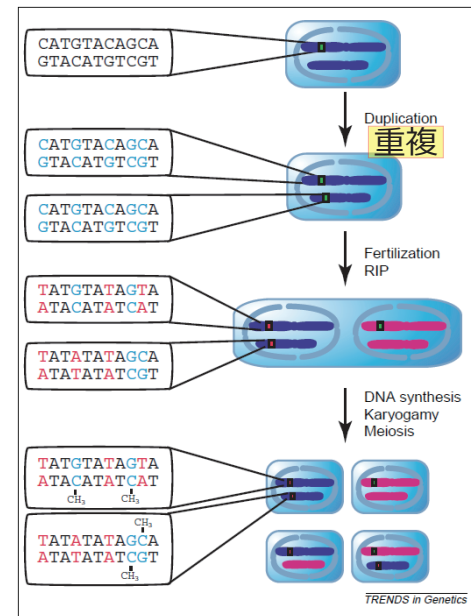 CATGTACAGCA
GTACATGTCGT
Duplication
重複
CATGTACAGCA
GTACATGTCGT
CATGTACAGCA
GTACATGTCGT
Fertilization
RIP
TATGTATAGTA
ATACATATCAT
TATATATAGCA
ATATATATCGT
DNA synthesis
Karyogamy
Meiosis
TATGTATAGTA
ATACATATCAT
CH₃ CH₃
CH₃
TATATATAGCA
ATATATATCGT
CH₃
TRENDS in Genetics